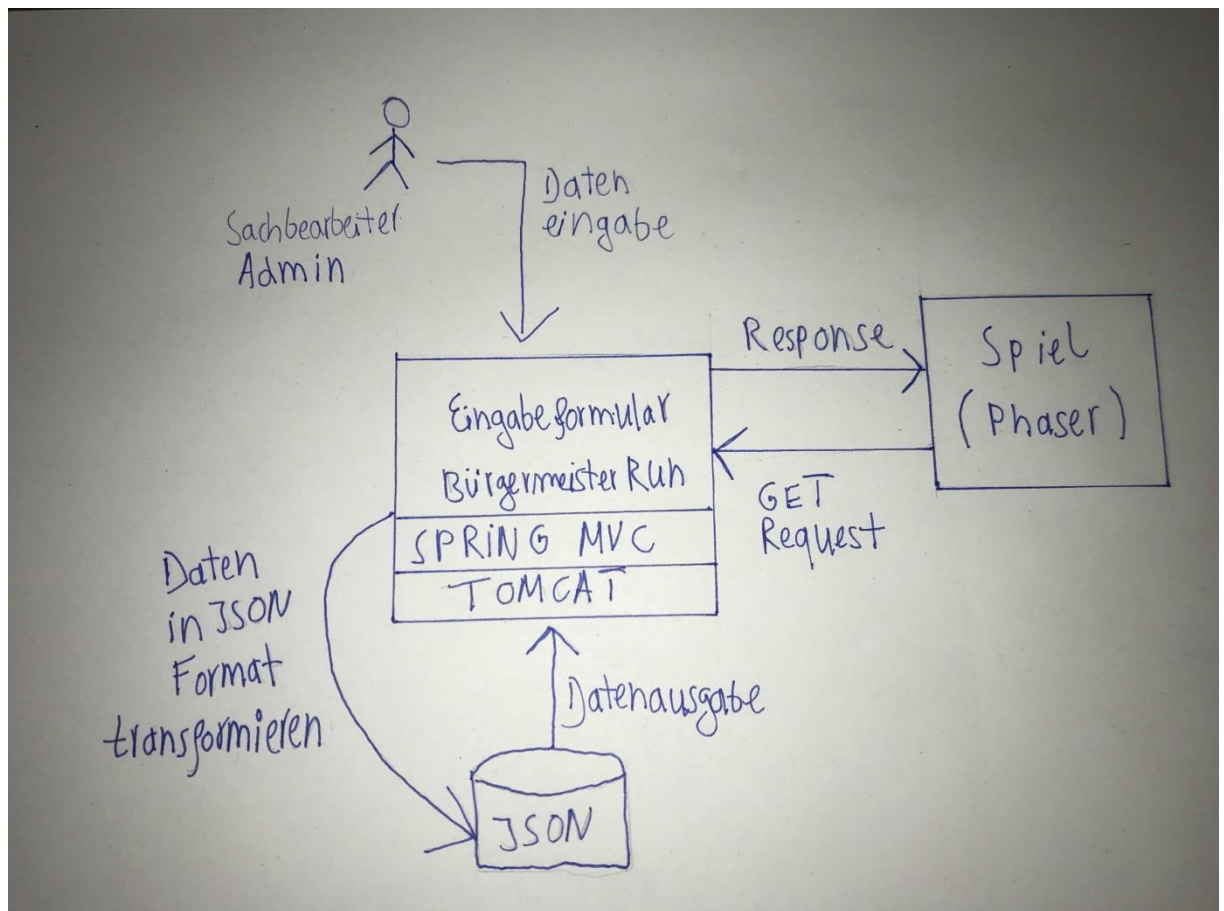 Sachbearbeiter
Admin
Daten
eingabe
Response
Spiel
(Phaser)
Eingabeformular
Bürgermeister Run
SPRING MVC
TOMCAT
GET
Request
Daten
in JSON
Format
transformieren
Datenausgabe
JSON